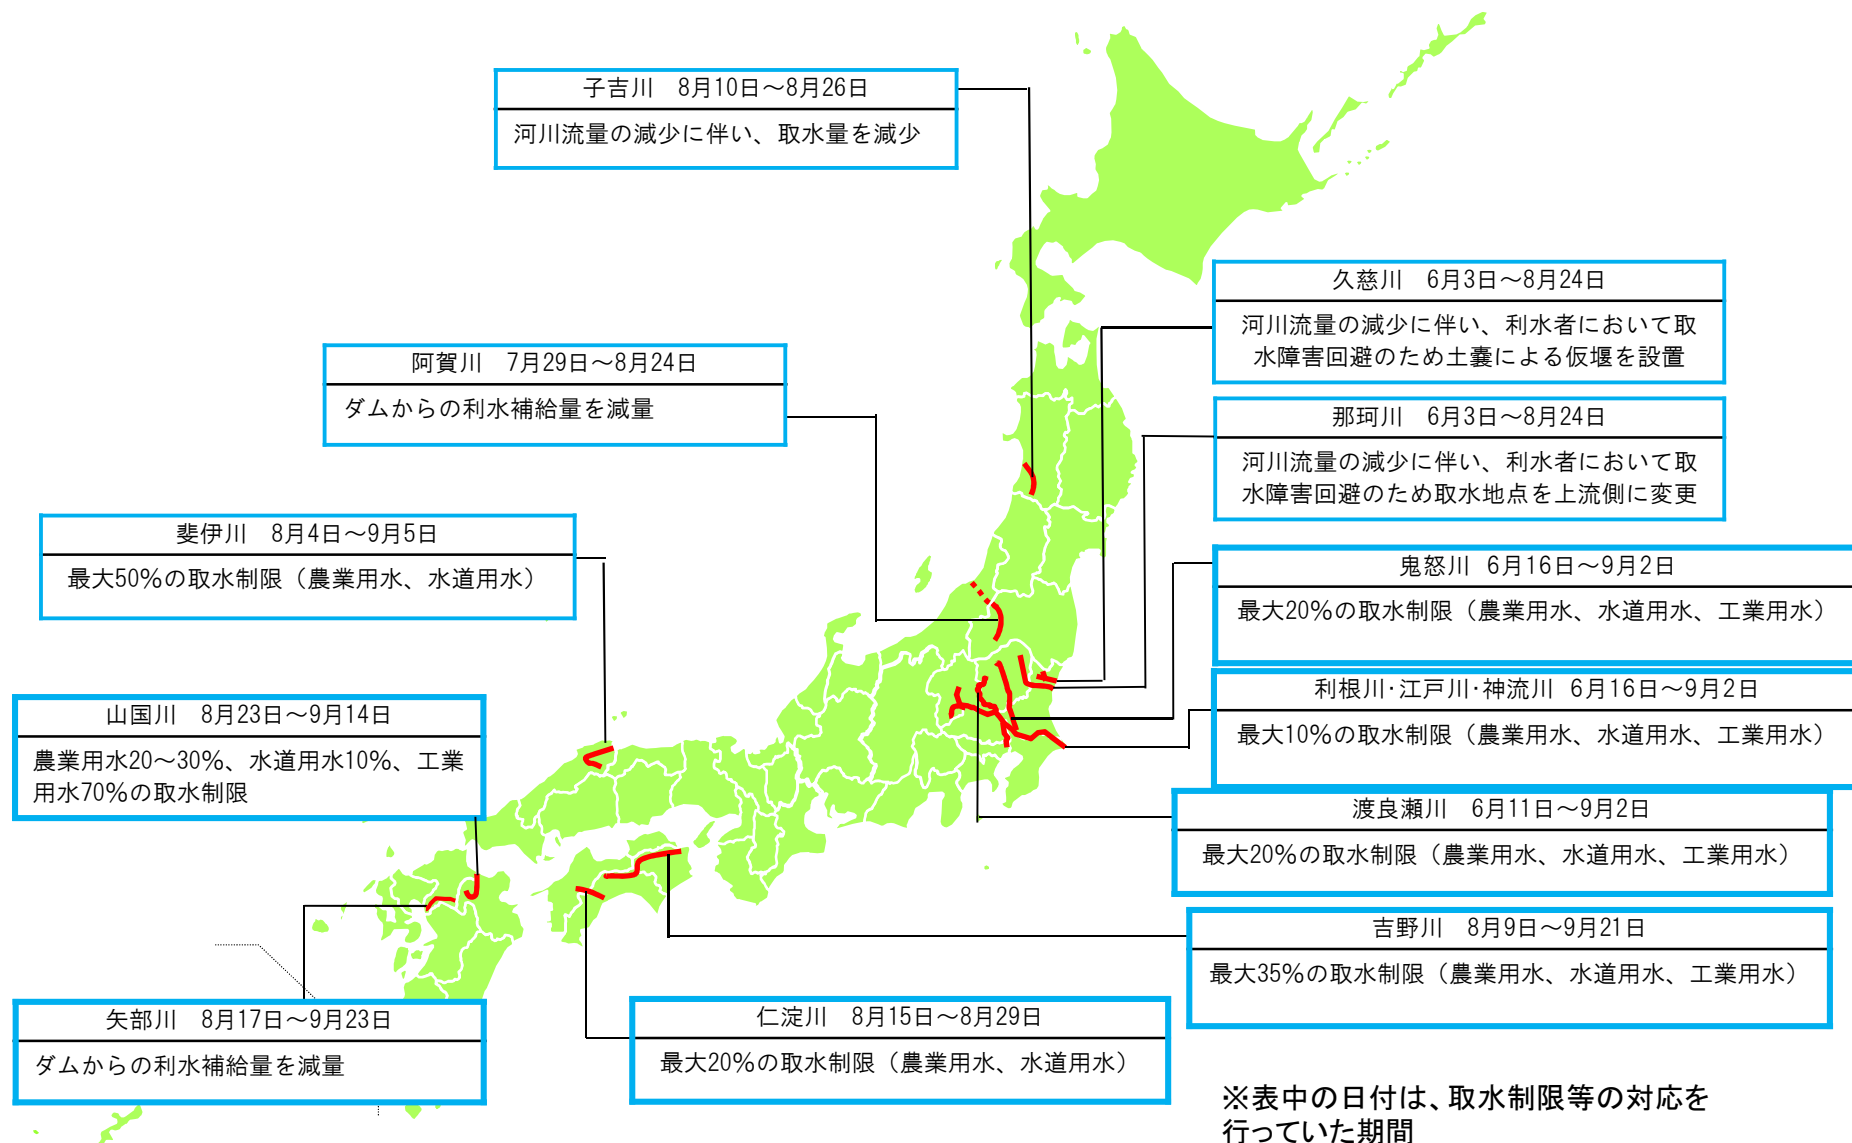 子吉川　8月10日～8月26日
河川流量の減少に伴い、取水量を減少
久慈川　6月3日～8月24日
河川流量の減少に伴い、利水者において取
水障害回避のため土嚢による仮堰を設置
阿賀川　7月29日～8月24日
ダムからの利水補給量を減量
那珂川　6月3日～8月24日
河川流量の減少に伴い、利水者において取
水障害回避のため取水地点を上流側に変更
斐伊川　8月4日～9月5日
最大50%の取水制限（農業用水、水道用水）
鬼怒川 6月16日～9月2日
最大20%の取水制限（農業用水、水道用水、工業用水）
利根川･江戸川･神流川 6月16日～9月2日
最大10%の取水制限（農業用水、水道用水、工業用水）
山国川　8月23日～9月14日
農業用水20～30%、水道用水10%、工業
用水70%の取水制限
渡良瀬川　6月11日～9月2日
最大20%の取水制限（農業用水、水道用水、工業用水）
吉野川　8月9日～9月21日
最大35%の取水制限（農業用水、水道用水、工業用水）
矢部川　8月17日～9月23日
ダムからの利水補給量を減量
仁淀川　8月15日～8月29日
最大20%の取水制限（農業用水、水道用水）
※表中の日付は、取水制限等の対応を
行っていた期間